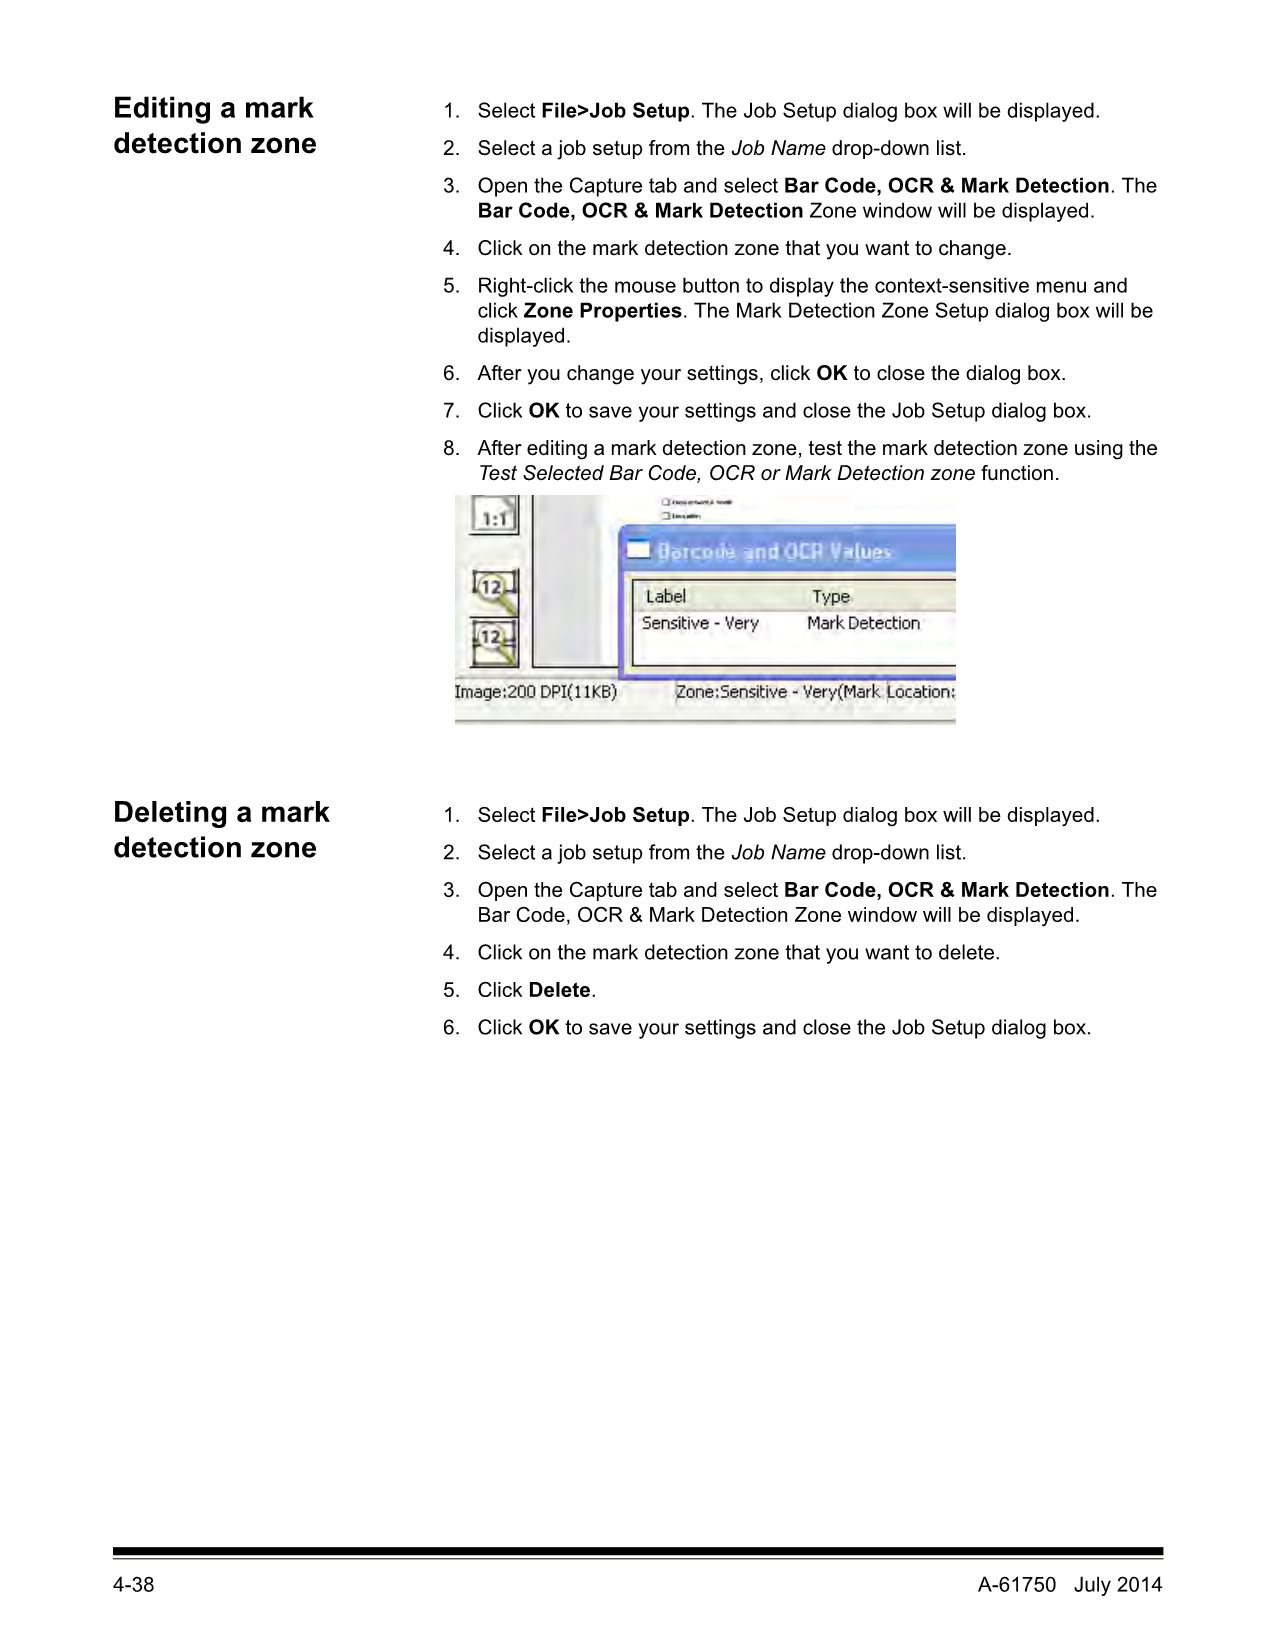 Editing a mark
detection zone
1. Select File>Job Setup. The Job Setup dialog box will be displayed.
2. Select a job setup from the Job Name drop-down list.
3. Open the Capture tab and select Bar Code, OCR & Mark Detection. The
Bar Code, OCR & Mark Detection Zone window will be displayed.
4. Click on the mark detection zone that you want to change.
5. Right-click the mouse button to display the context-sensitive menu and
click Zone Properties. The Mark Detection Zone Setup dialog box will be
displayed.
6. After you change your settings, click OK to close the dialog box.
7. Click OK to save your settings and close the Job Setup dialog box.
8. After editing a mark detection zone, test the mark detection zone using the
Test Selected Bar Code, OCR or Mark Detection zone function.
1:1
Barcode and OCR Values
12
Label Type
Sensitive - Very Mark Detection
12
Image:200 DPI(11KB) Zone:Sensitive - Very(Mark Location:
Deleting a mark
detection zone
1. Select File>Job Setup. The Job Setup dialog box will be displayed.
2. Select a job setup from the Job Name drop-down list.
3. Open the Capture tab and select Bar Code, OCR & Mark Detection. The
Bar Code, OCR & Mark Detection Zone window will be displayed.
4. Click on the mark detection zone that you want to delete.
5. Click Delete.
6. Click OK to save your settings and close the Job Setup dialog box.
4-38 A-61750 July 2014